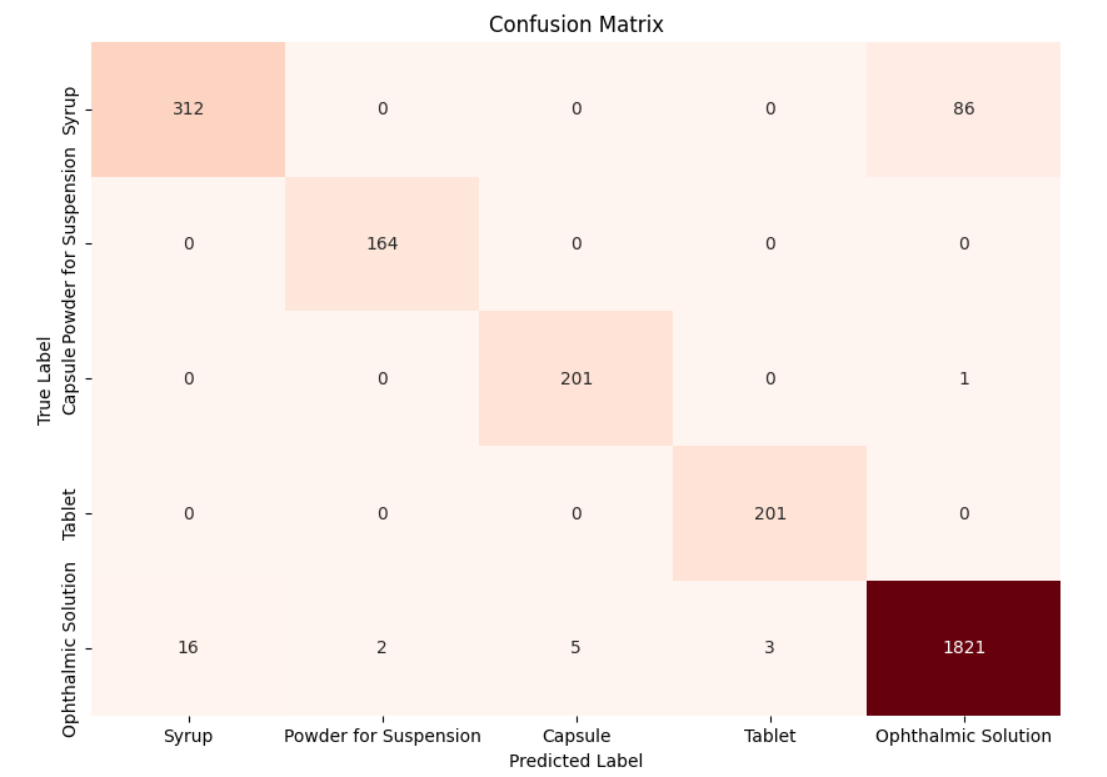 Confusion Matrix
True Label
Syrup
312 0 0 0 86
Powder for Suspension
0 164 0 0 0
Capsule
0 0 201 0 1
Tablet
0 0 0 201 0
Ophthalmic Solution
16 2 5 3 1821
Syrup Powder for Suspension Capsule Tablet Ophthalmic Solution
Predicted Label